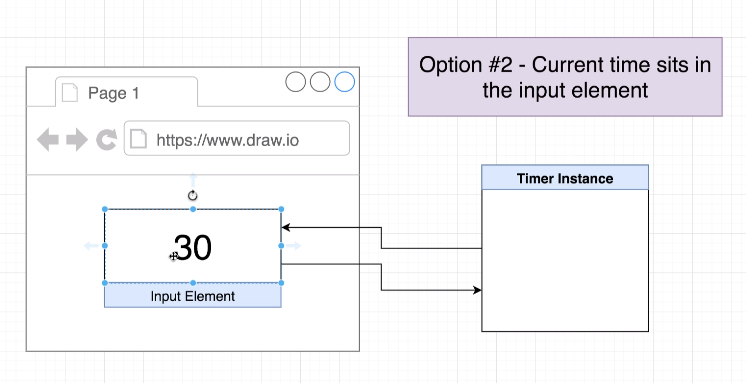 Option #2 - Current time sits in
the input element
Page 1
https://www.draw.io
Timer Instance
30
Input Element